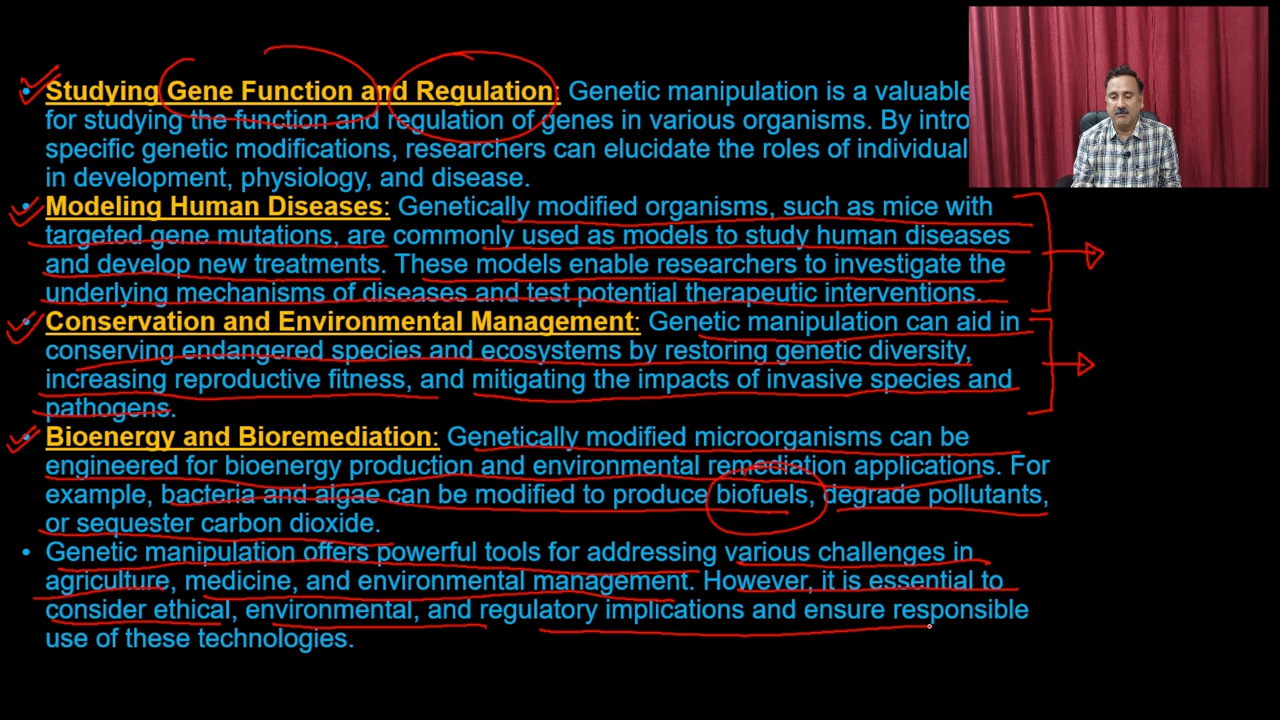 • Studying Gene Function and Regulation: Genetic manipulation is a valuable
for studying the function and regulation of genes in various organisms. By intro
specific genetic modifications, researchers can elucidate the roles of individual
in development, physiology, and disease.
• Modeling Human Diseases: Genetically modified organisms, such as mice with
targeted gene mutations, are commonly used as models to study human diseases
and develop new treatments. These models enable researchers to investigate the
underlying mechanisms of diseases and test potential therapeutic interventions.
• Conservation and Environmental Management: Genetic manipulation can aid in
conserving endangered species and ecosystems by restoring genetic diversity,
increasing reproductive fitness, and mitigating the impacts of invasive species and
pathogens.
• Bioenergy and Bioremediation: Genetically modified microorganisms can be
engineered for bioenergy production and environmental remediation applications. For
example, bacteria and algae can be modified to produce biofuels, degrade pollutants,
or sequester carbon dioxide.
• Genetic manipulation offers powerful tools for addressing various challenges in
agriculture, medicine, and environmental management. However, it is essential to
consider ethical, environmental, and regulatory implications and ensure responsible
use of these technologies.